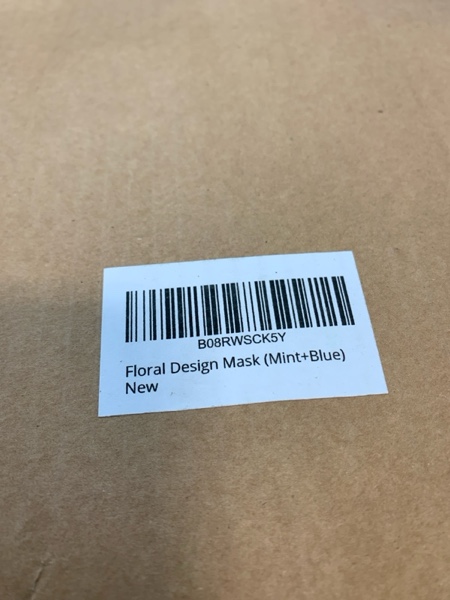 B08RWSCK5Y
Floral Design Mask (Mint+Blue)
New